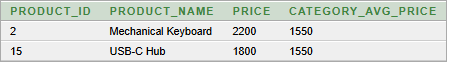 PRODUCT_ID PRODUCT_NAME PRICE CATEGORY_AVG_PRICE
2 Mechanical Keyboard 2200 1550
15 USB-C Hub 1800 1550